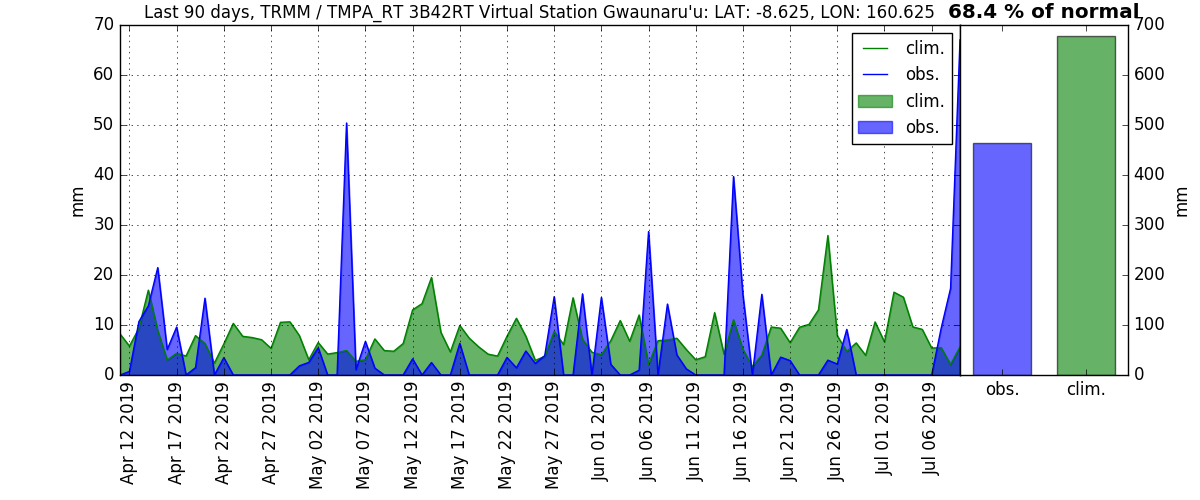 Last 90 days, TRMM / TMPA_RT 3B42RT Virtual Station Gwaunaru'u: LAT: -8.625, LON: 160.625 68.4 % of normal
70
60
50
40
30
20
10
0
mm
clim.
obs.
clim.
obs.
700
600
500
400
300
200
100
0
mm
Apr 12 2019
Apr 17 2019
Apr 22 2019
Apr 27 2019
May 02 2019
May 07 2019
May 12 2019
May 17 2019
May 22 2019
May 27 2019
Jun 01 2019
Jun 06 2019
Jun 11 2019
Jun 16 2019
Jun 21 2019
Jun 26 2019
Jul 01 2019
Jul 06 2019
obs.
clim.